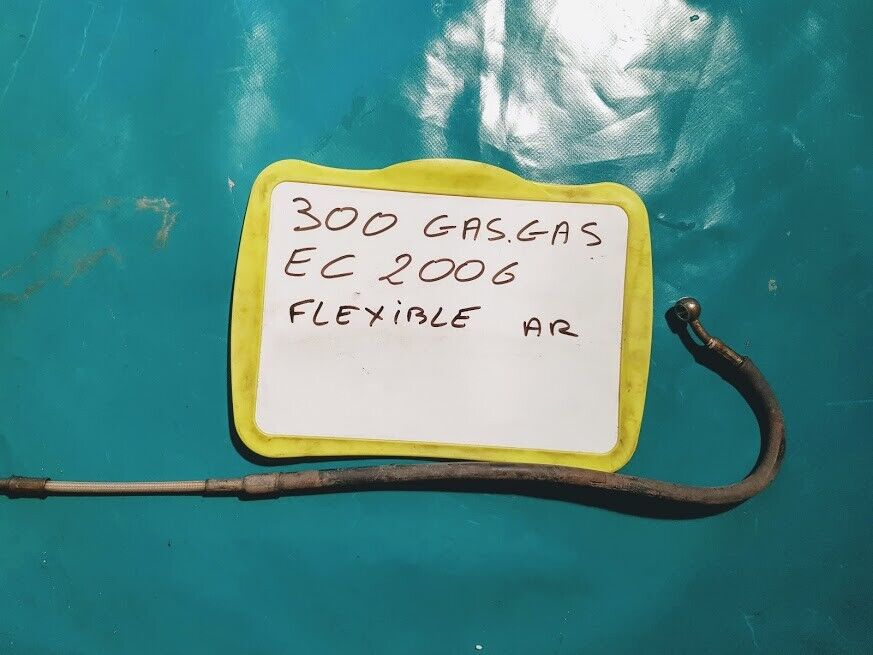 300 GAS.GAS
EC 2006
FLEXiBLE AR